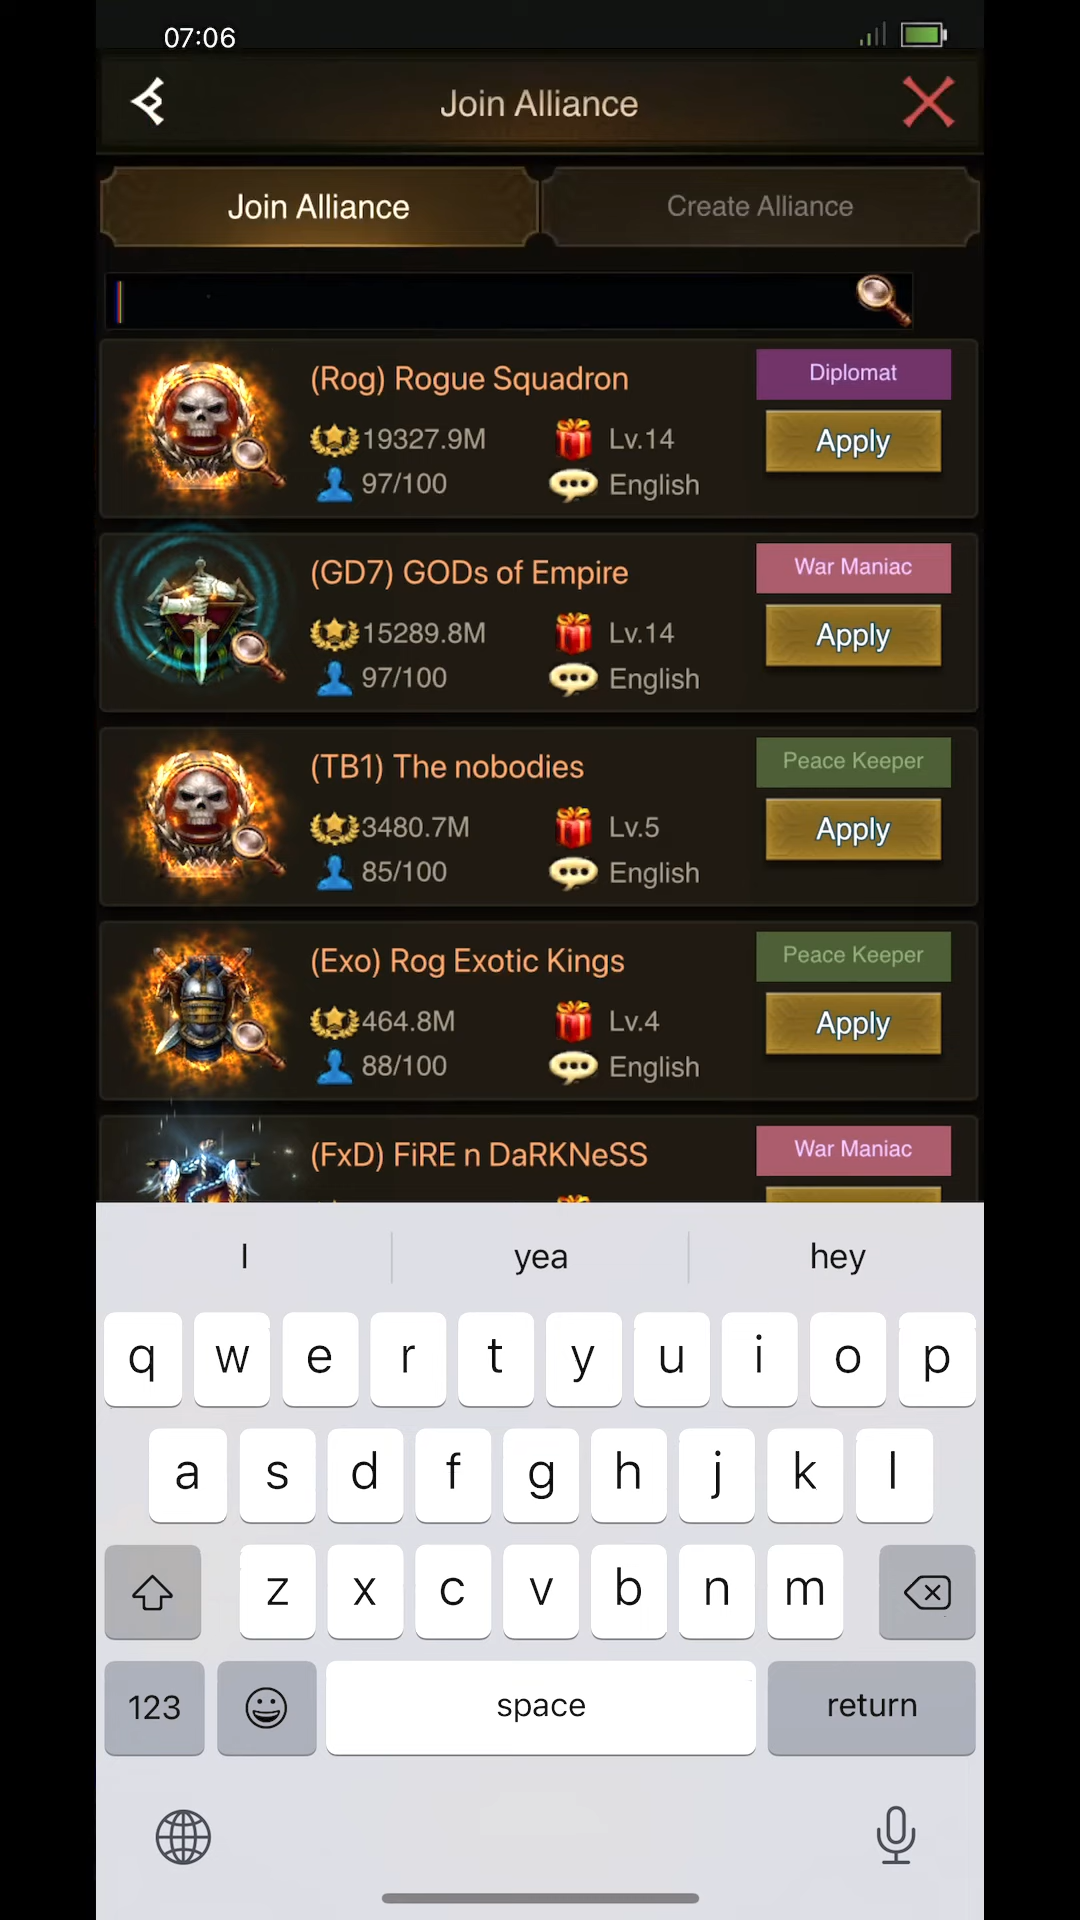 07:06
Join Alliance
Join Alliance
Create Alliance
(Rog) Rogue Squadron
Diplomat
19327.9M
Lv.14
Apply
97/100
English
(GD7) GODs of Empire
War Maniac
15289.8M
Lv.14
Apply
97/100
English
(TB1) The nobodies
Peace Keeper
3480.7M
Lv.5
Apply
85/100
English
(Exo) Rog Exotic Kings
Peace Keeper
464.8M
Lv.4
Apply
88/100
English
(FxD) FiRE n DaRKNeSS
War Maniac
I yea hey
q w e r t y u i o p
a s d f g h j k l
z x c v b n m
123 space return